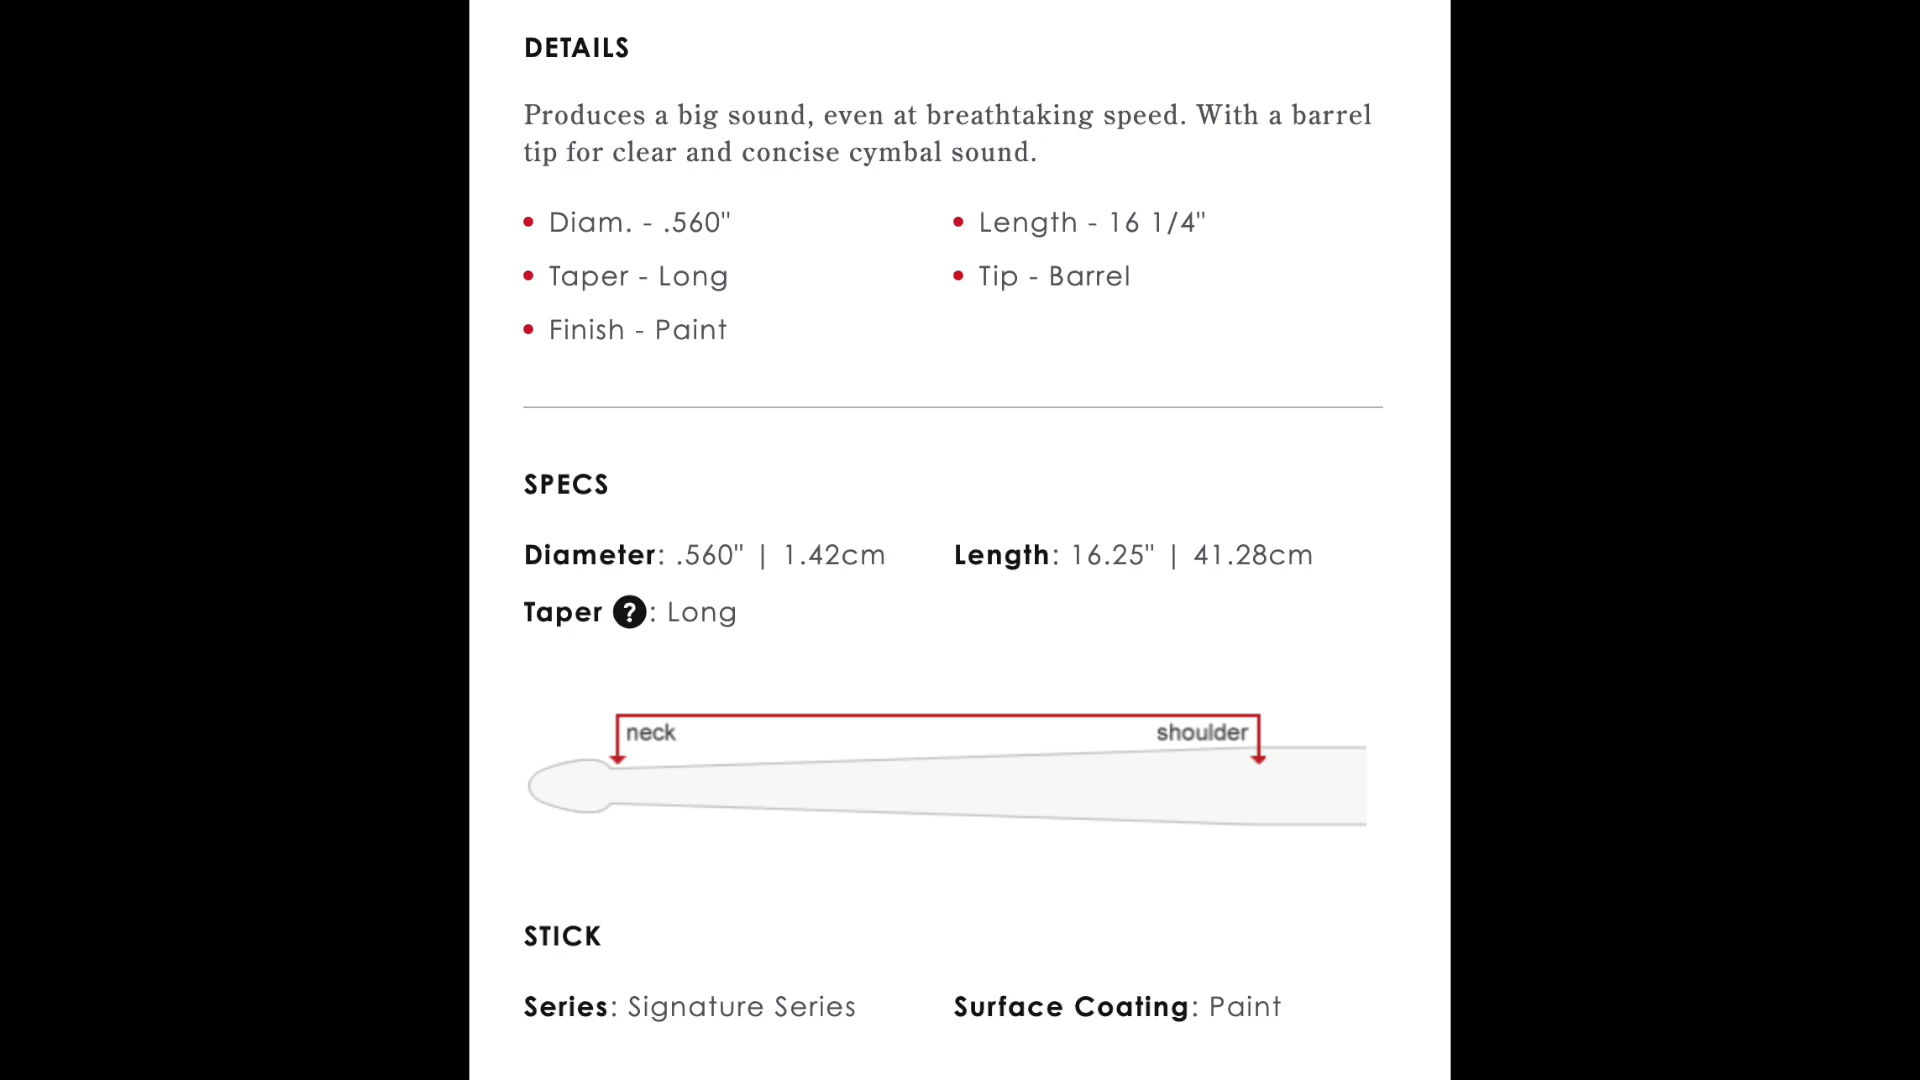 DETAILS
Produces a big sound, even at breathtaking speed. With a barrel
tip for clear and concise cymbal sound.
• Diam. - .560" • Length - 16 1/4"
• Taper - Long • Tip - Barrel
• Finish - Paint
SPECS
Diameter: .560" | 1.42cm Length: 16.25" | 41.28cm
Taper ?: Long
neck shoulder
STICK
Series: Signature Series Surface Coating: Paint